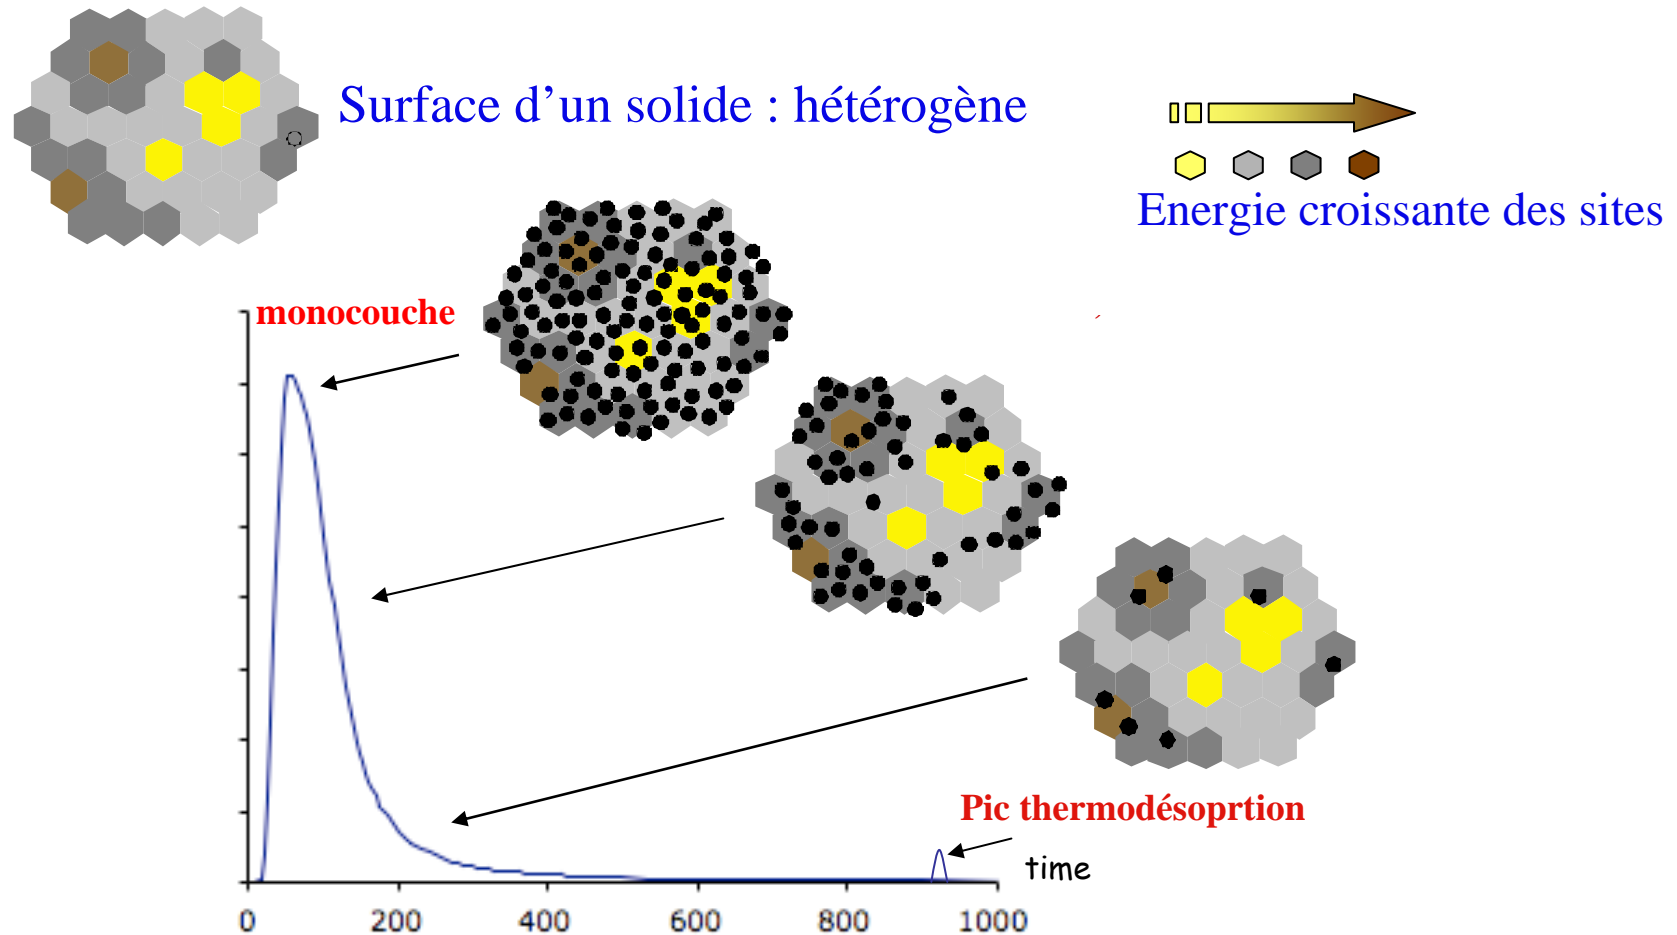 Surface d’un solide : hétérogène
Energie croissante des sites
monocouche
Pic thermodésoprtion
time
0 200 400 600 800 1000